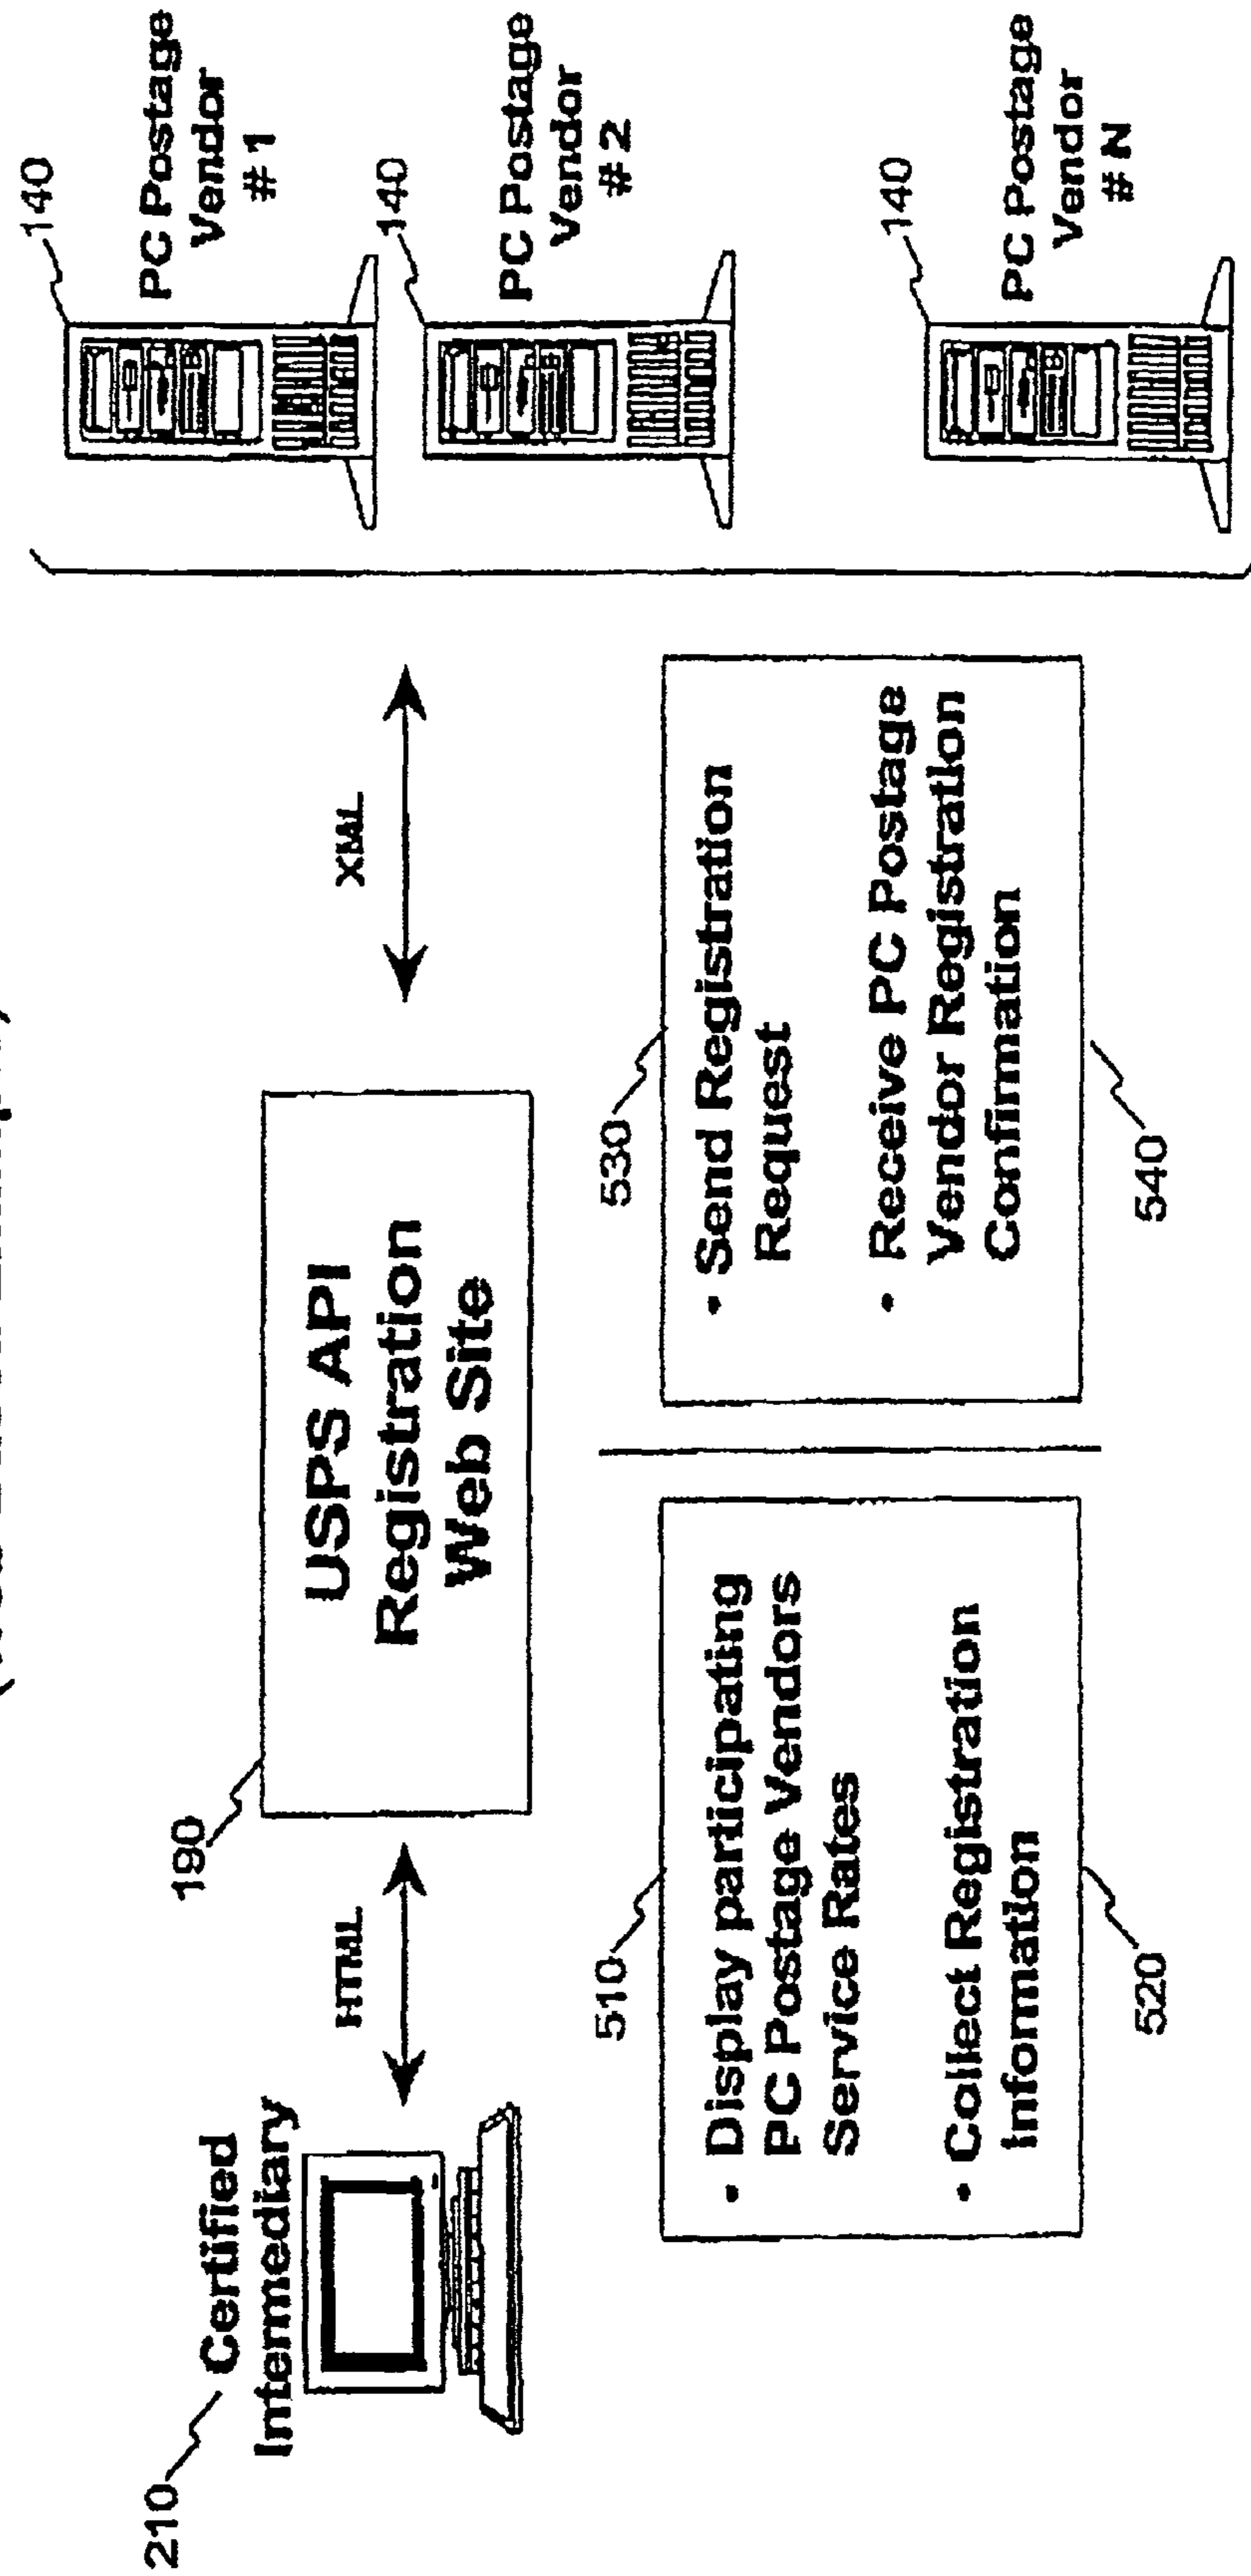 210
Certified
Intermediary
HTML
190
USPS API
Registration
Web Site
XML
140
PC Postage
Vendor
# 1
140
PC Postage
Vendor
# 2
140
PC Postage
Vendor
# N
510
• Display participating
PC Postage Vendors
Service Rates
• Collect Registration
Information
520
530
• Send Registration
Request
• Receive PC Postage
Vendor Registration
Confirmation
540